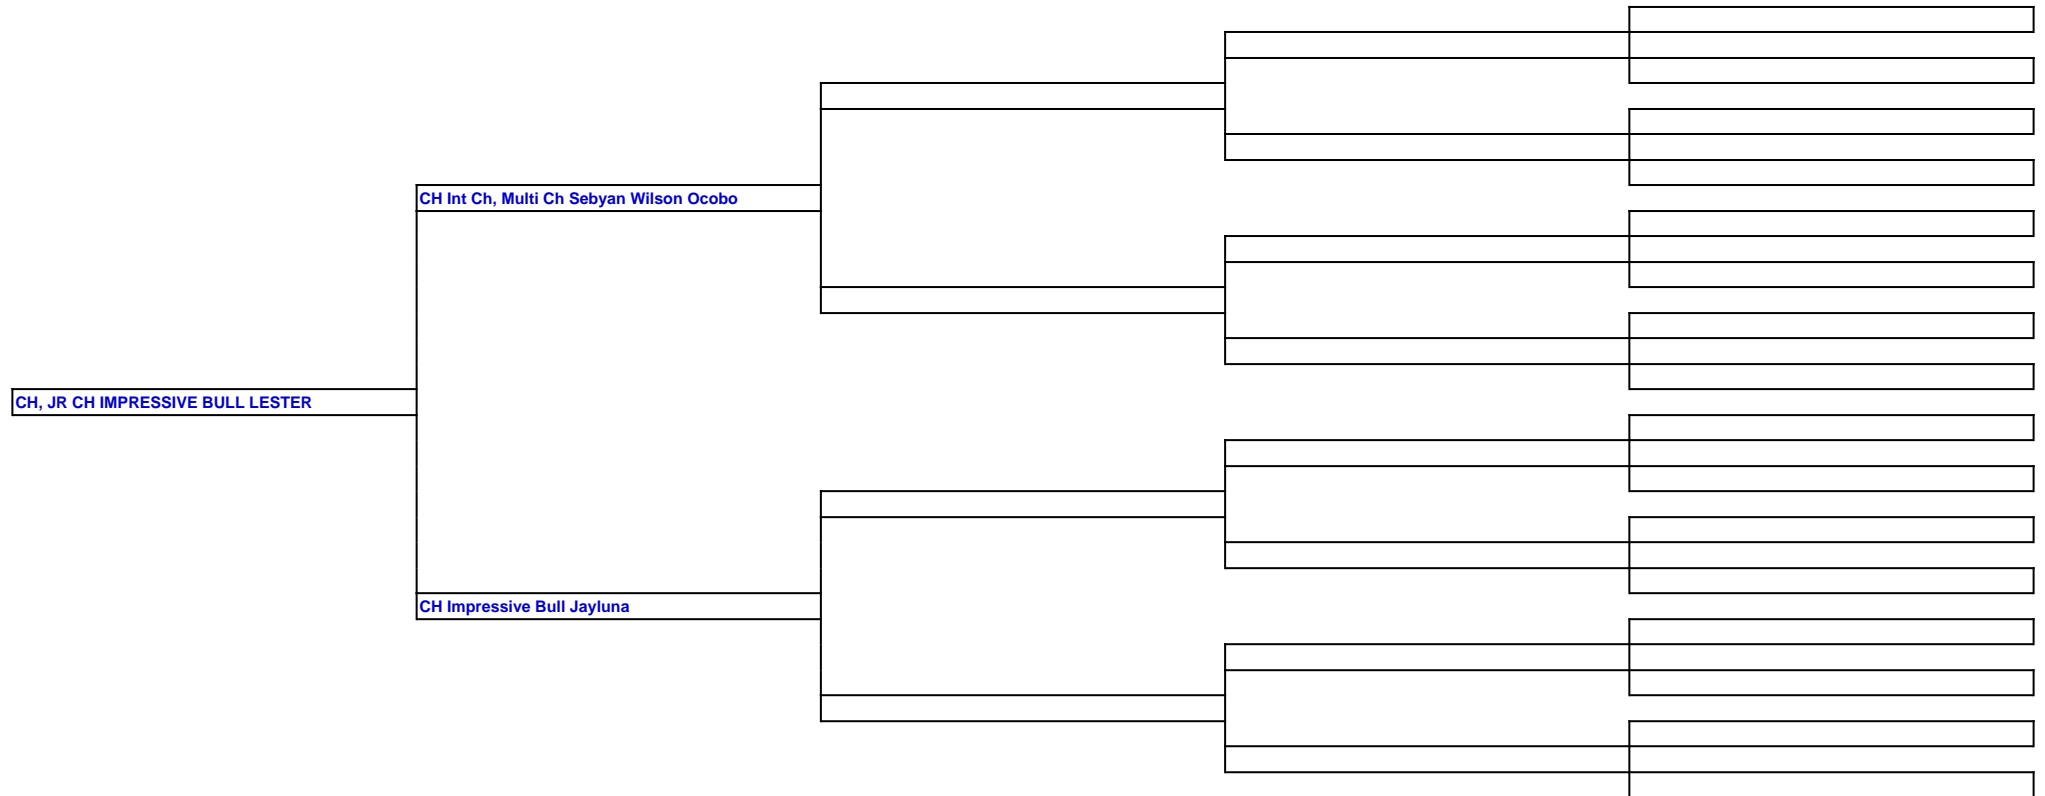 CH Int Ch, Multi Ch Sebyan Wilson Ocobo
CH, JR CH IMPRESSIVE BULL LESTER
CH Impressive Bull Jayluna